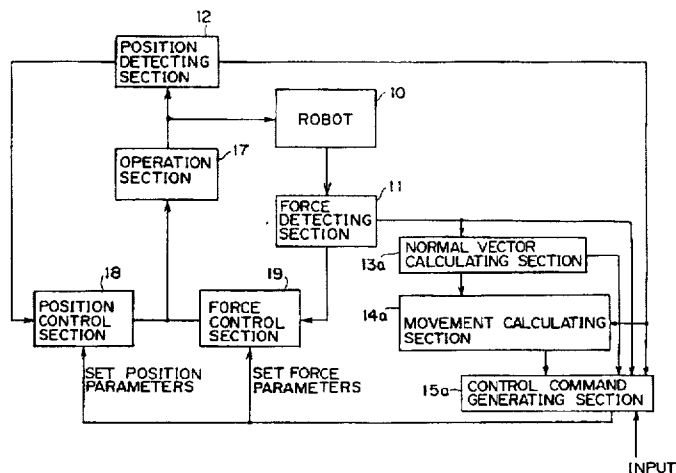 12
POSITION
DETECTING
SECTION
10
ROBOT
17
OPERATION
SECTION
11
FORCE
DETECTING
SECTION
NORMAL VECTOR
CALCULATING SECTION
13a
18
POSITION
CONTROL
SECTION
19
FORCE
CONTROL
SECTION
14a
MOVEMENT CALCULATING
SECTION
SET POSITION
PARAMETERS
SET FORCE
PARAMETERS
15a
CONTROL COMMAND
GENERATING SECTION
INPUT